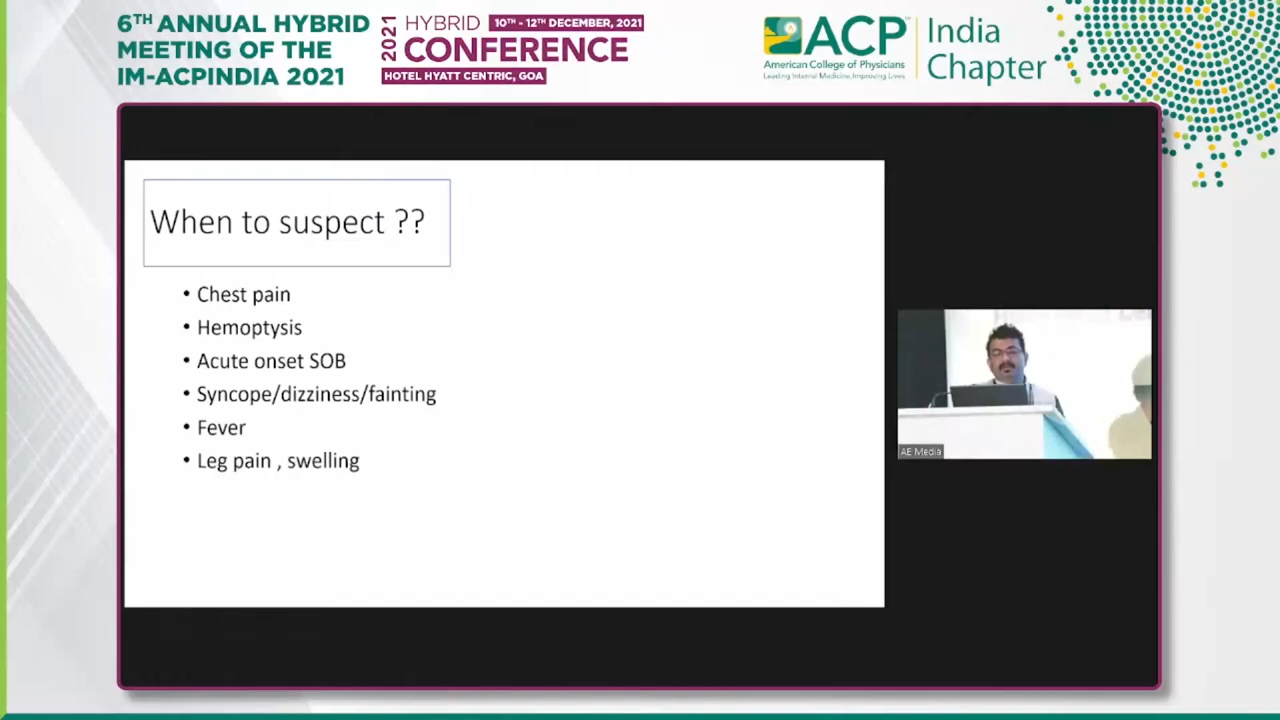 6TH ANNUAL HYBRID
MEETING OF THE
IM-ACPINDIA 2021
2021
HYBRID
10TH - 12TH DECEMBER, 2021
CONFERENCE
HOTEL HYATT CENTRIC, GOA
ACP
American College of Physicians
Leading Internal Medicine, Improving Lives
India
Chapter
When to suspect ??
• Chest pain
• Hemoptysis
• Acute onset SOB
• Syncope/dizziness/fainting
• Fever
• Leg pain , swelling
AE Media